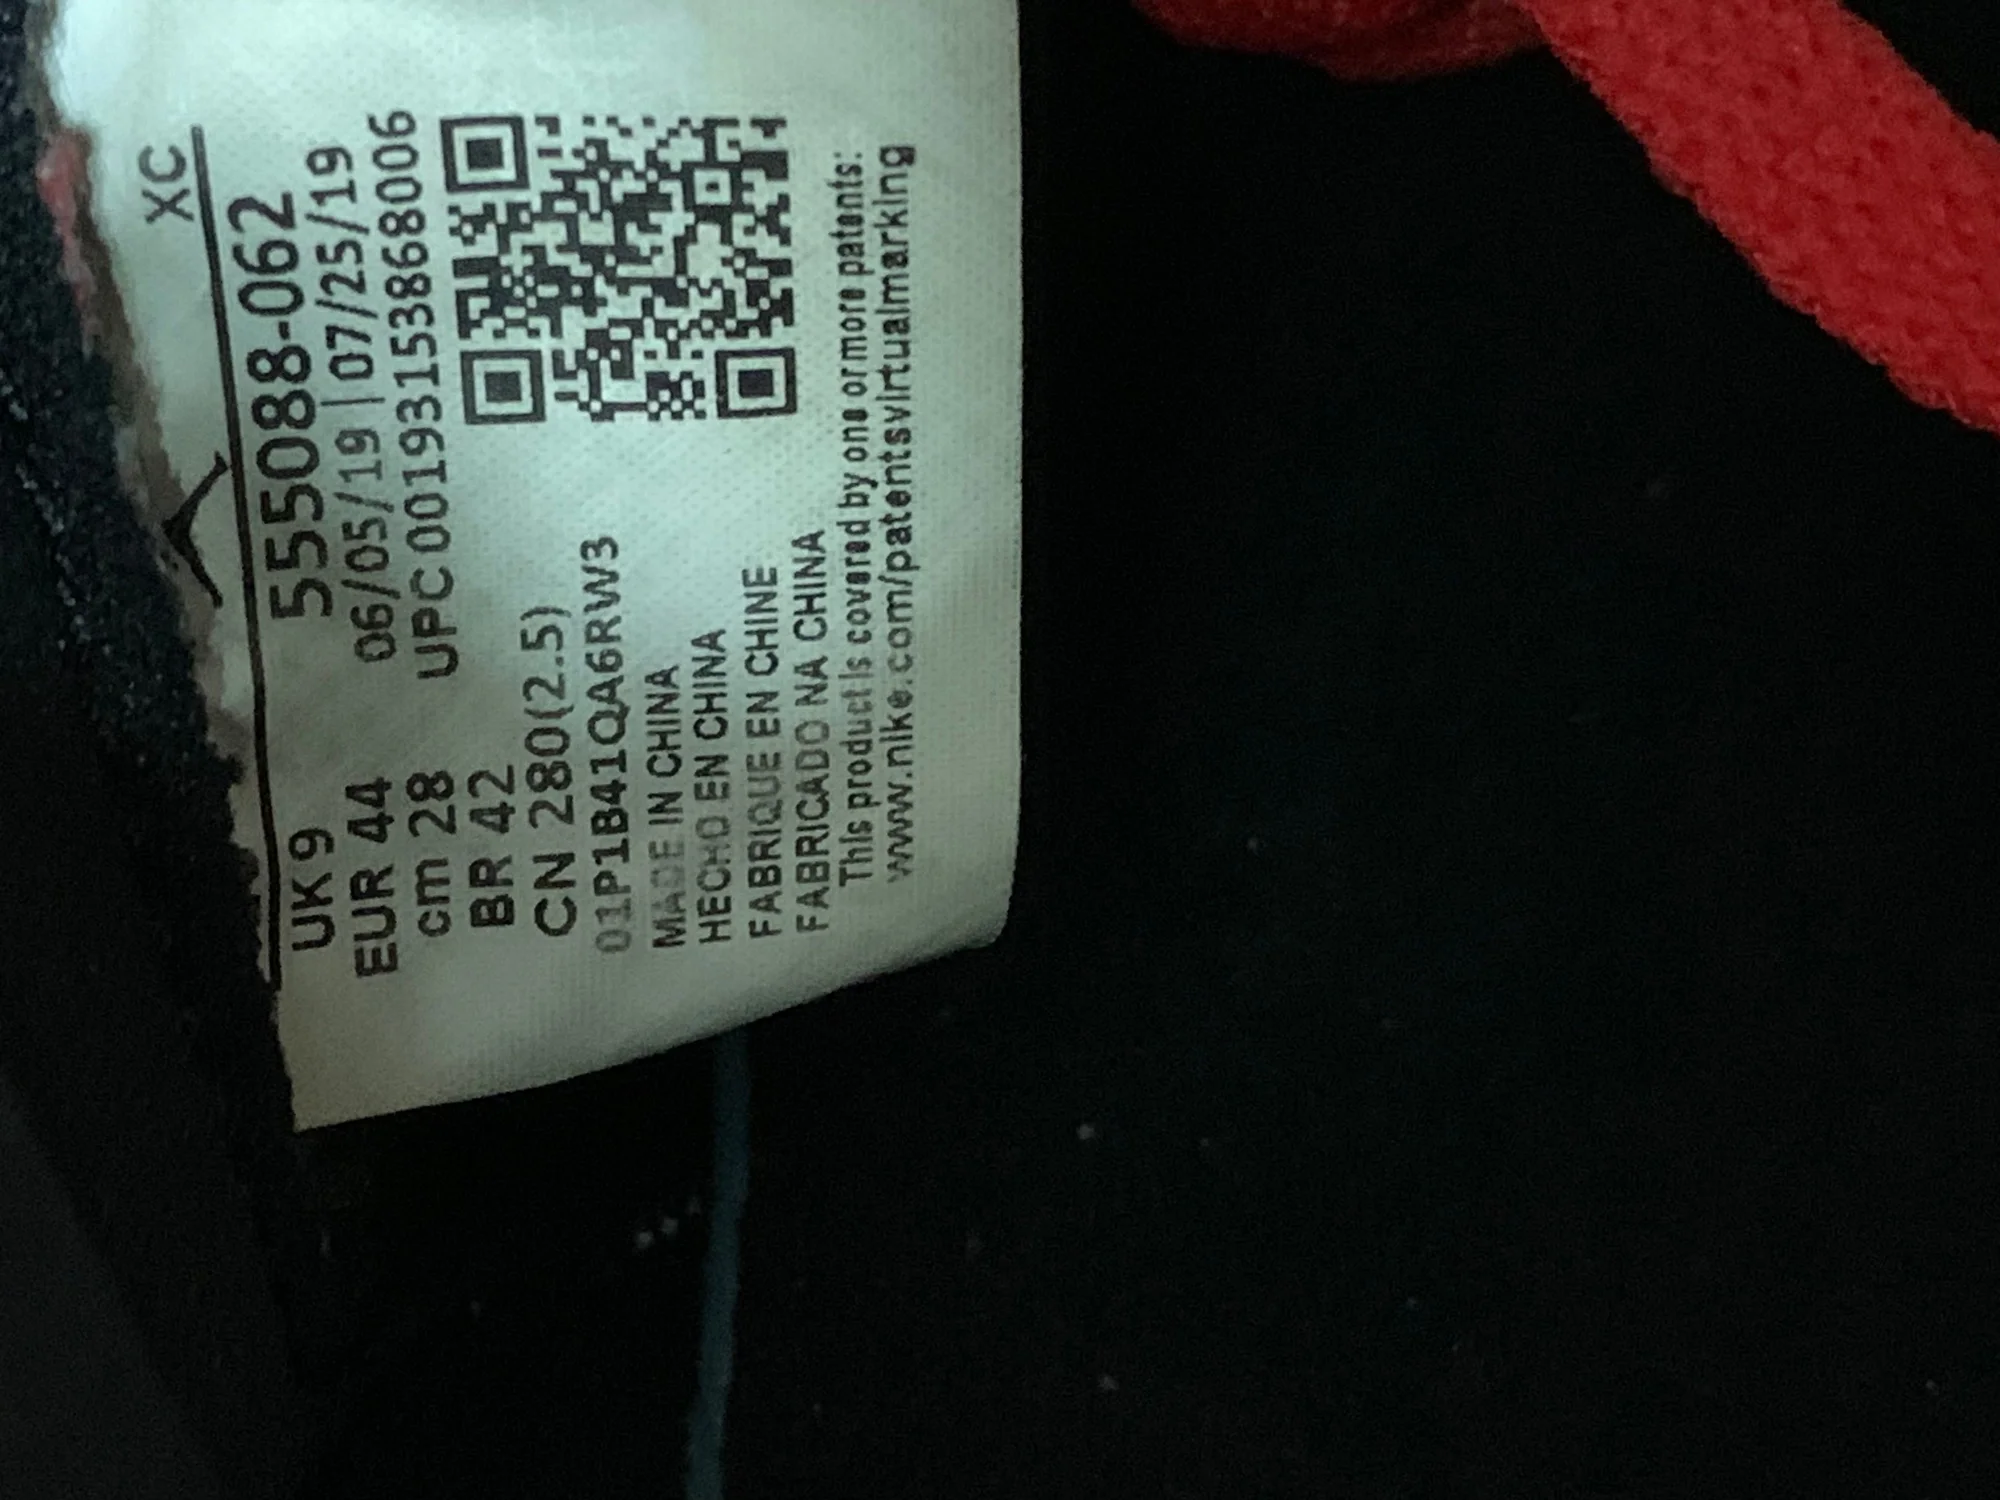 XC
555088-062
06/05/19 | 07/25/19
UPC 00193153868006
UK 9
EUR 44
cm 28
BR 42
CN 280(2.5)
01P1B41QA6RW3
MADE IN CHINA
HECHO EN CHINA
FABRIQUE EN CHINE
FABRICADO NA CHINA
This product is covered by one or more patents:
www.nike.com/patentsvirtualmarking